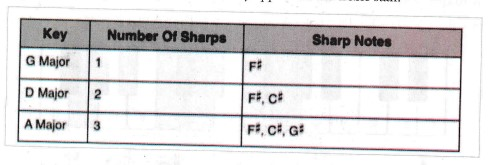 Key Number Of Sharps Sharp Notes
G Major 1 F♯
D Major 2 F♯, C♯
A Major 3 F♯, C♯, G♯